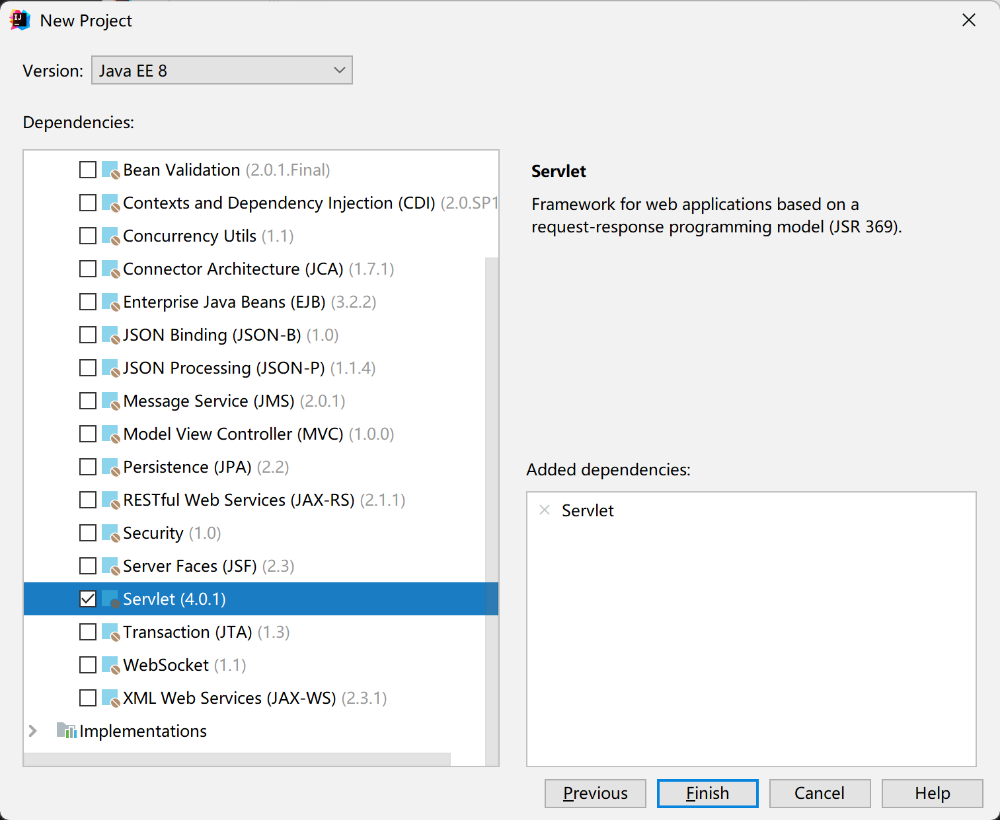 New Project
Version: Java EE 8
Dependencies:
Bean Validation (2.0.1.Final)
Contexts and Dependency Injection (CDI) (2.0.SP1
Concurrency Utils (1.1)
Connector Architecture (JCA) (1.7.1)
Enterprise Java Beans (EJB) (3.2.2)
JSON Binding (JSON-B) (1.0)
JSON Processing (JSON-P) (1.1.4)
Message Service (JMS) (2.0.1)
Model View Controller (MVC) (1.0.0)
Persistence (JPA) (2.2)
RESTful Web Services (JAX-RS) (2.1.1)
Security (1.0)
Server Faces (JSF) (2.3)
Servlet (4.0.1)
Transaction (JTA) (1.3)
WebSocket (1.1)
XML Web Services (JAX-WS) (2.3.1)
Implementations
Servlet
Framework for web applications based on a
request-response programming model (JSR 369).
Added dependencies:
Servlet
Previous Finish Cancel Help